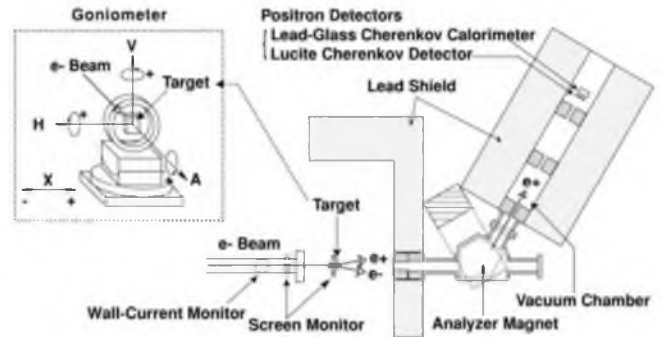 Goniometer
V
e- Beam
+
Target
H
+
A
X
- +
Positron Detectors
Lead-Glass Cherenkov Calorimeter
Lucite Cherenkov Detector
Lead Shield
e+
Target
e- Beam
e+
e-
Wall-Current Monitor
Screen Monitor
Analyzer Magnet
Vacuum Chamber